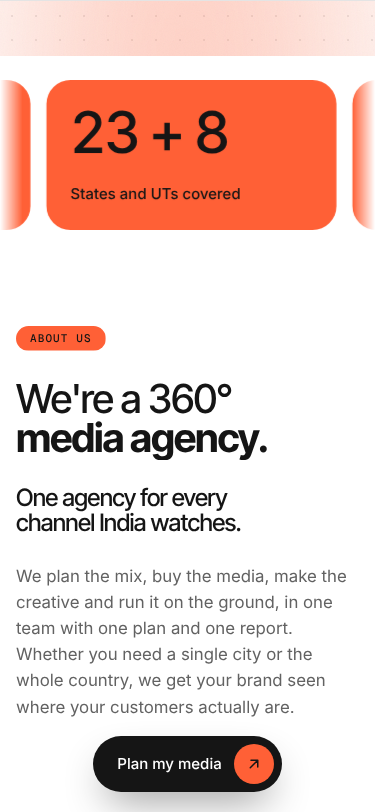 23 + 8
States and UTs covered
ABOUT US
We're a 360°
media agency.
One agency for every
channel India watches.
We plan the mix, buy the media, make the
creative and run it on the ground, in one
team with one plan and one report.
Whether you need a single city or the
whole country, we get your brand seen
where your customers actually are.
Plan my media